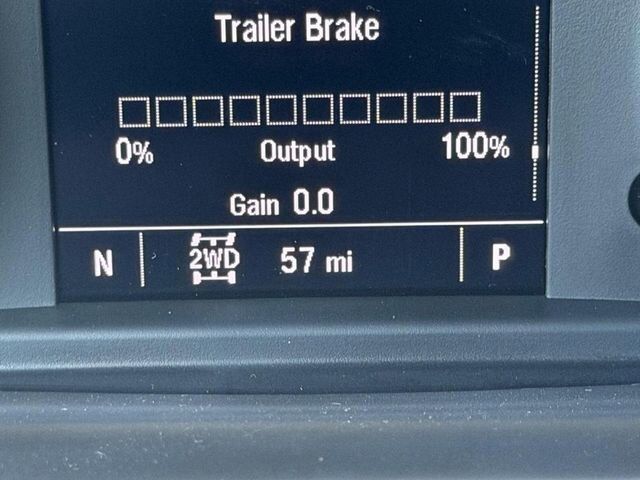 Trailer Brake
0% Output 100%
Gain 0.0
N 2WD 57 mi P